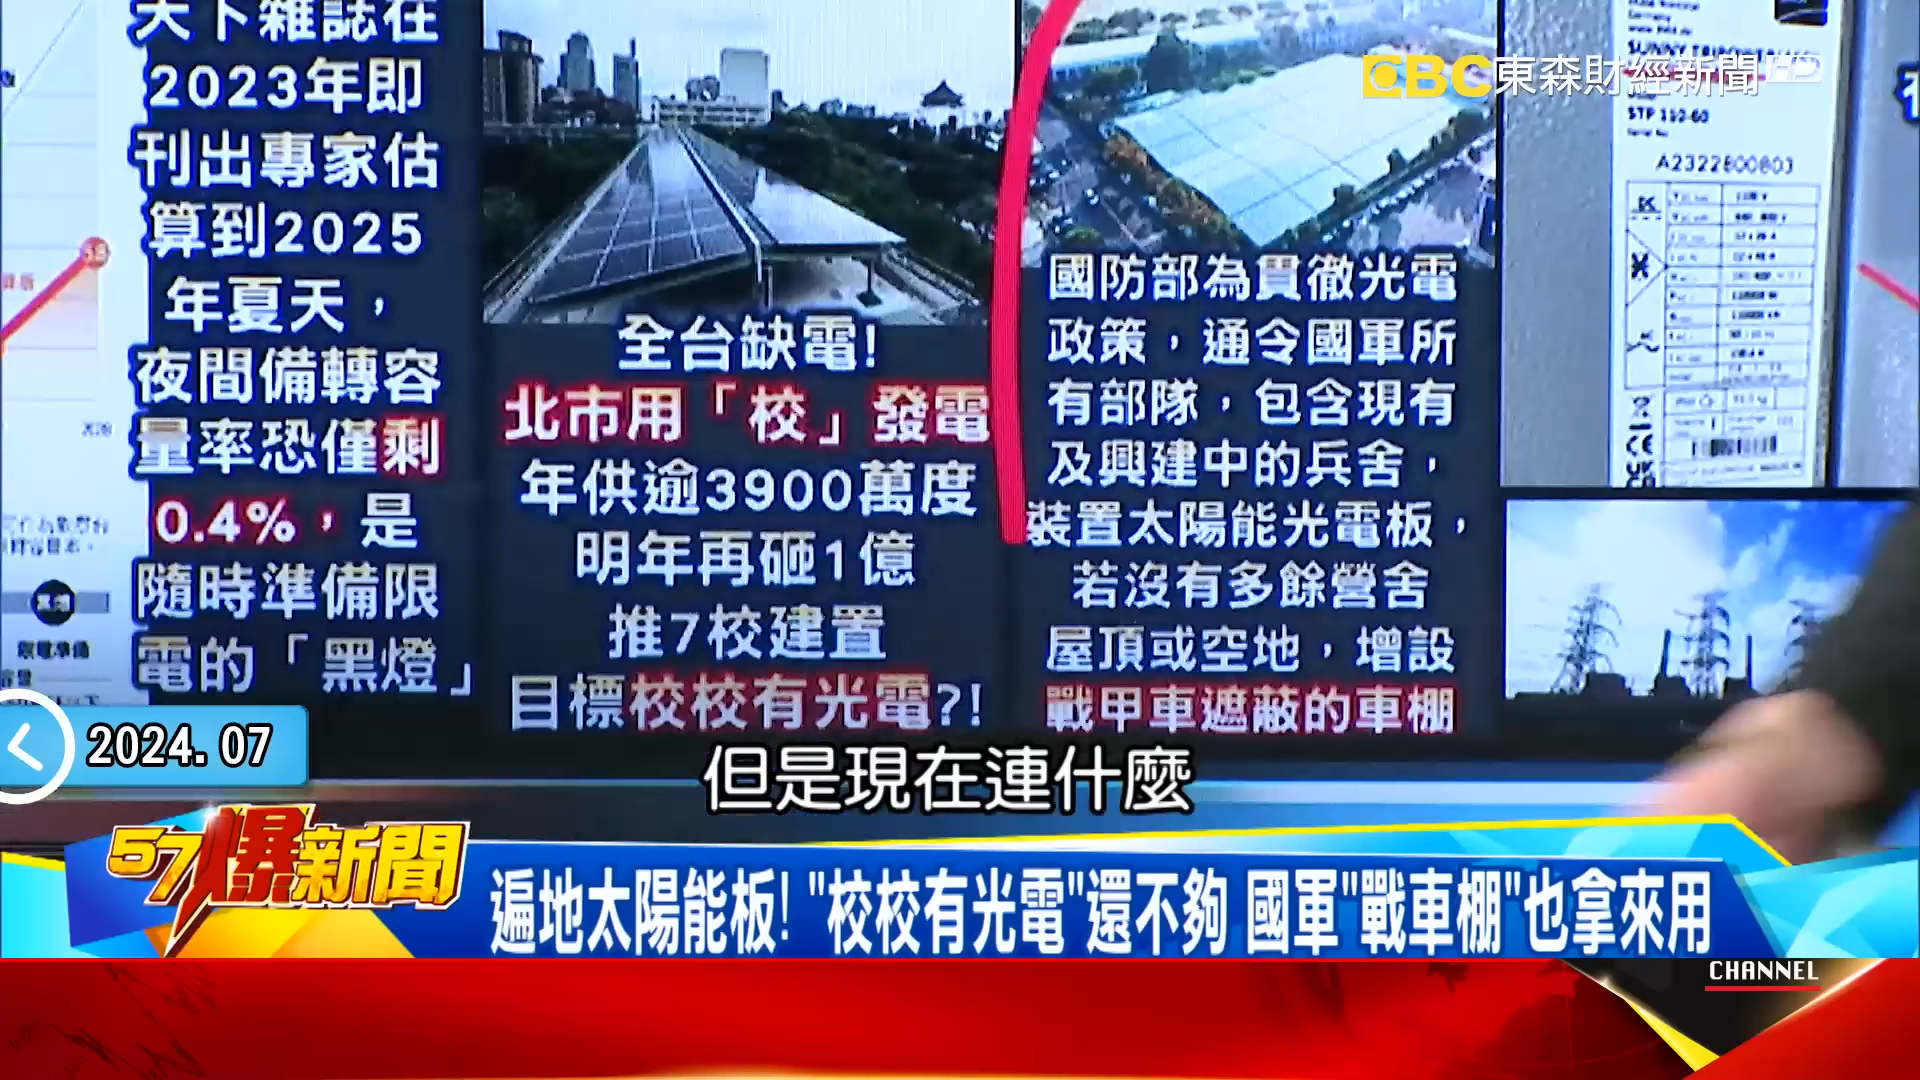 天下雜誌在
2023年即
刊出專家估
算到2025
年夏天，
夜間備轉容
量率恐僅剩
0.4%，是
隨時準備限
電的「黑燈」
全台缺電!
北市用「校」發電
年供逾3900萬度
明年再砸1億
推7校建置
目標校校有光電?!
國防部為貫徹光電
政策，通令國軍所
有部隊，包含現有
及興建中的兵舍，
裝置太陽能光電板，
若沒有多餘營舍
屋頂或空地，增設
戰甲車遮蔽的車棚
EBC東森財經新聞HD
STP 110-60
A2322800803
2024.07
但是現在連什麼
57爆新聞
遍地太陽能板! "校校有光電"還不夠 國軍"戰車棚"也拿來用
CHANNEL